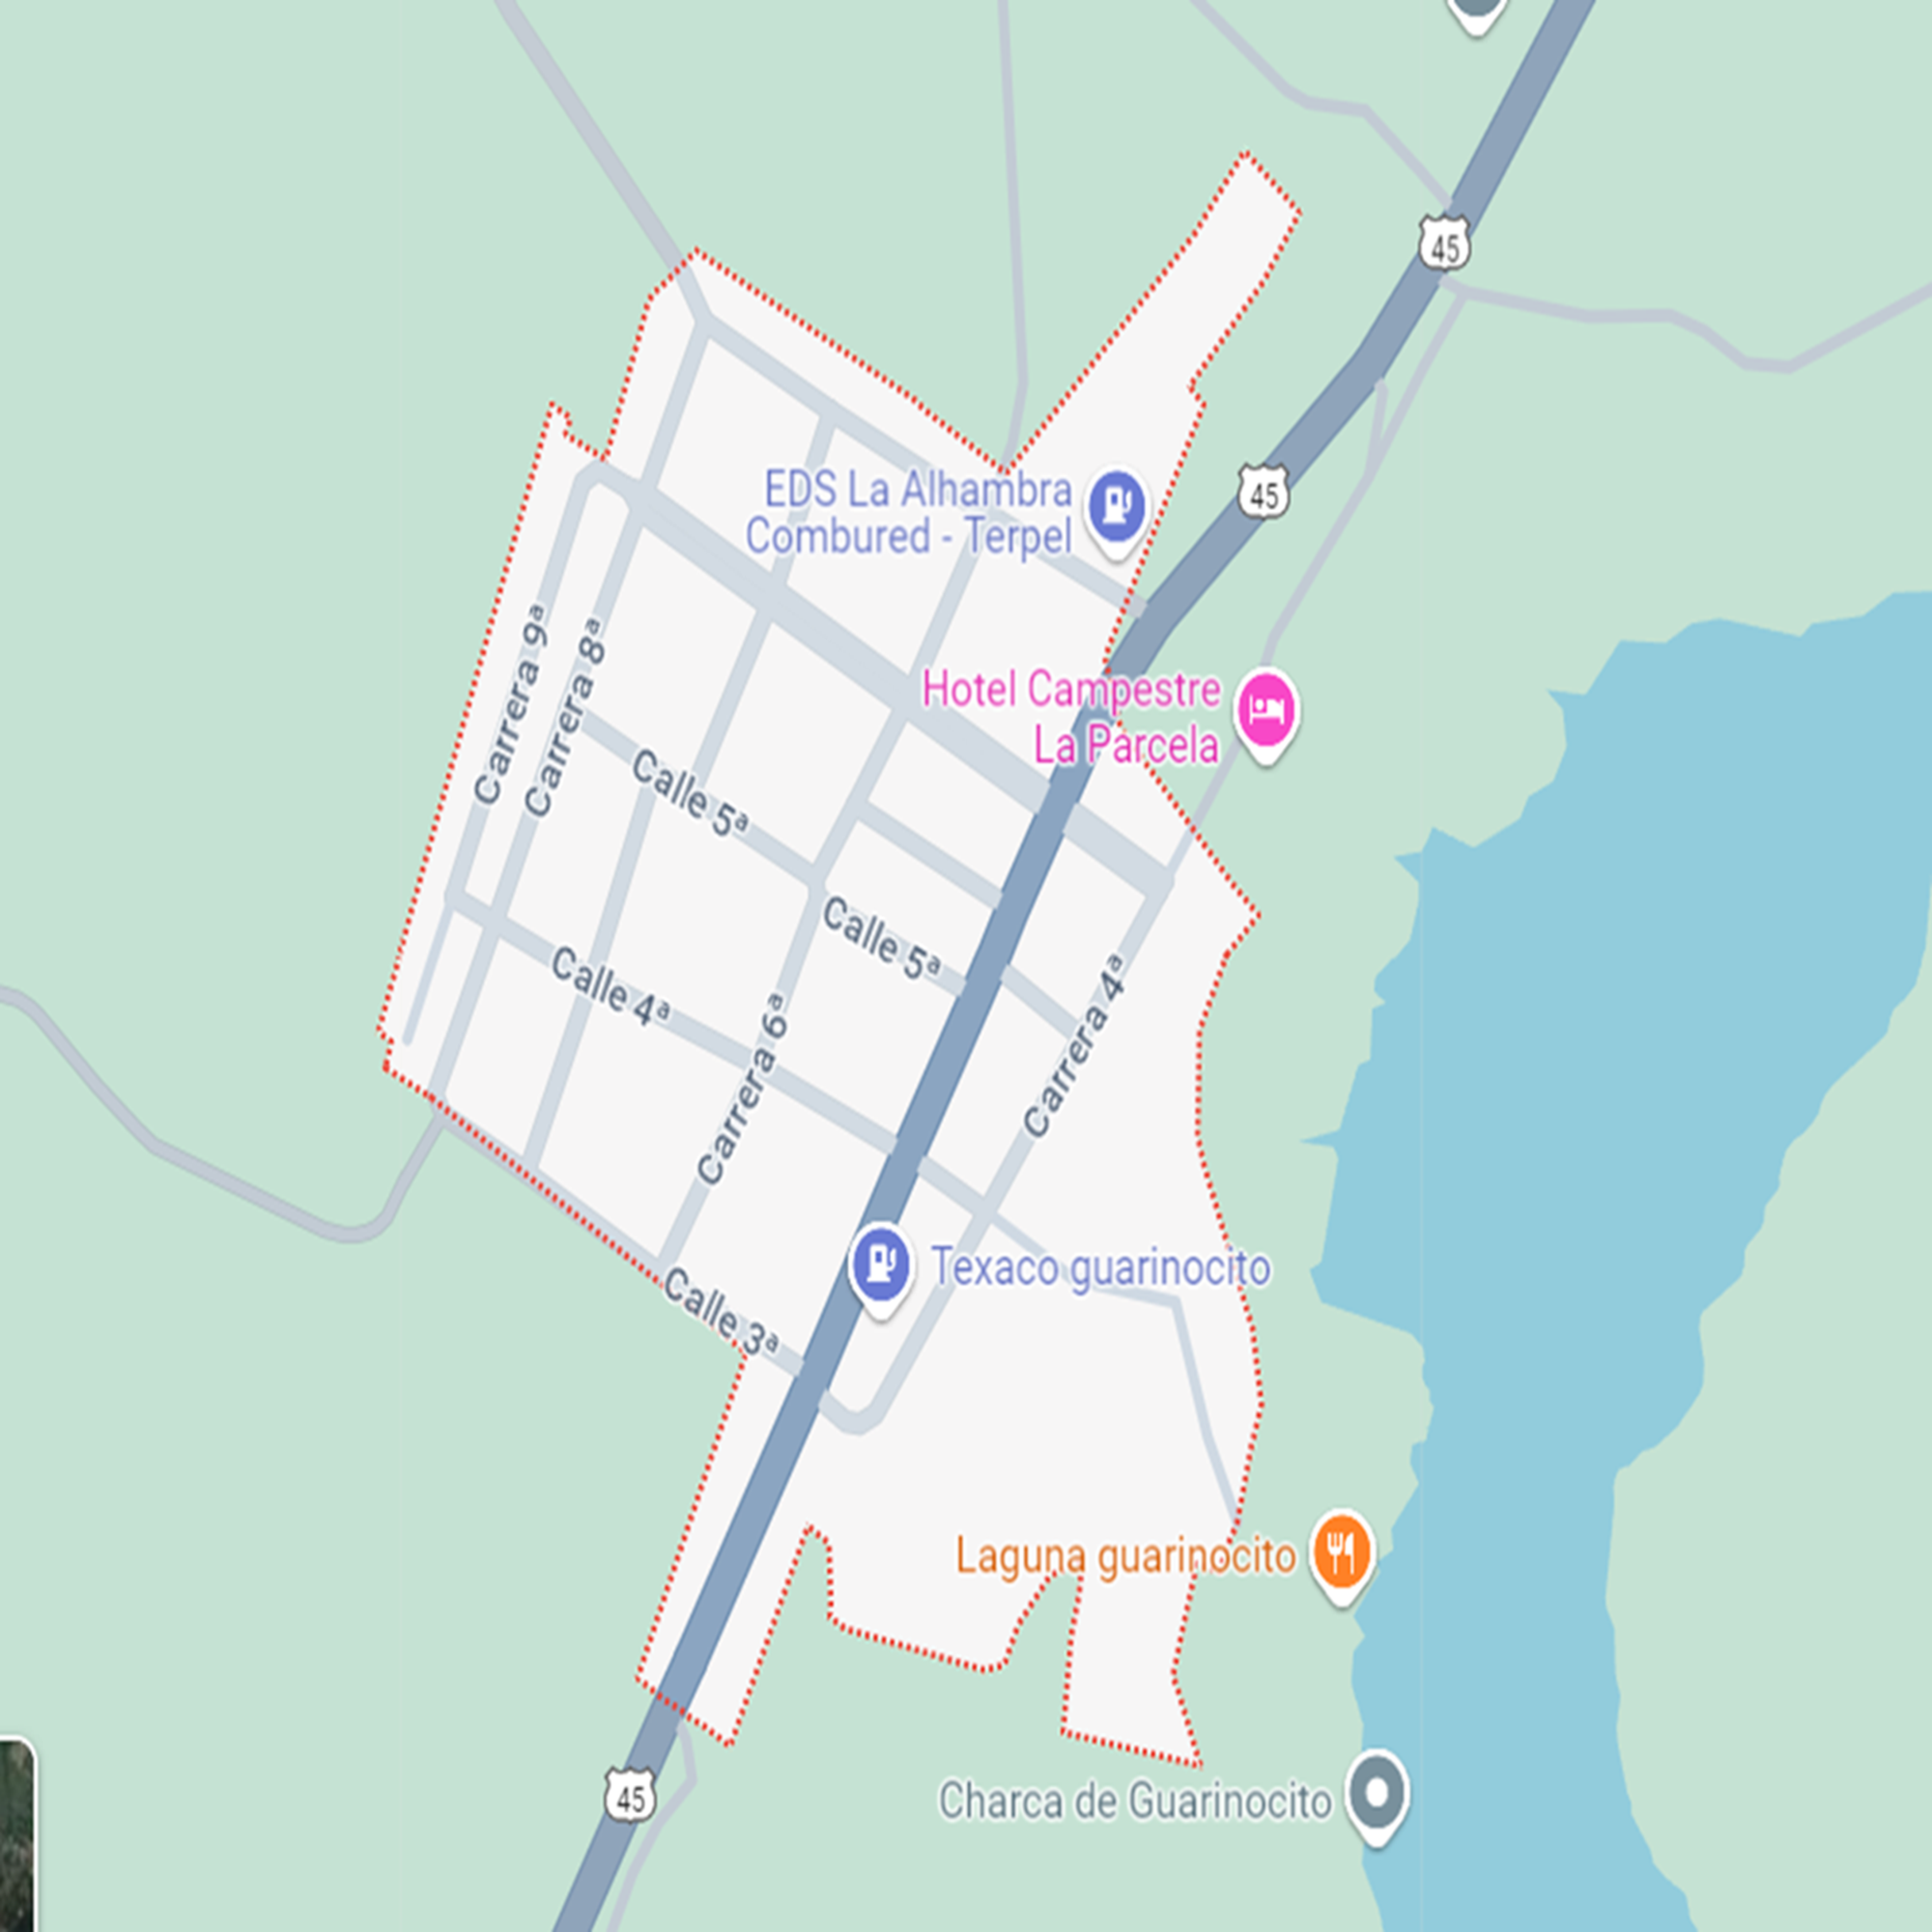 45
45
EDS La Alhambra
Combured - Terpel
Carrera 9ª
Carrera 8ª
Hotel Campestre
La Parcela
Calle 5ª
Calle 5ª
Calle 4ª
Carrera 4ª
Carrera 6ª
Texaco guarinocito
Calle 3ª
Laguna guarinocito
45
Charca de Guarinocito